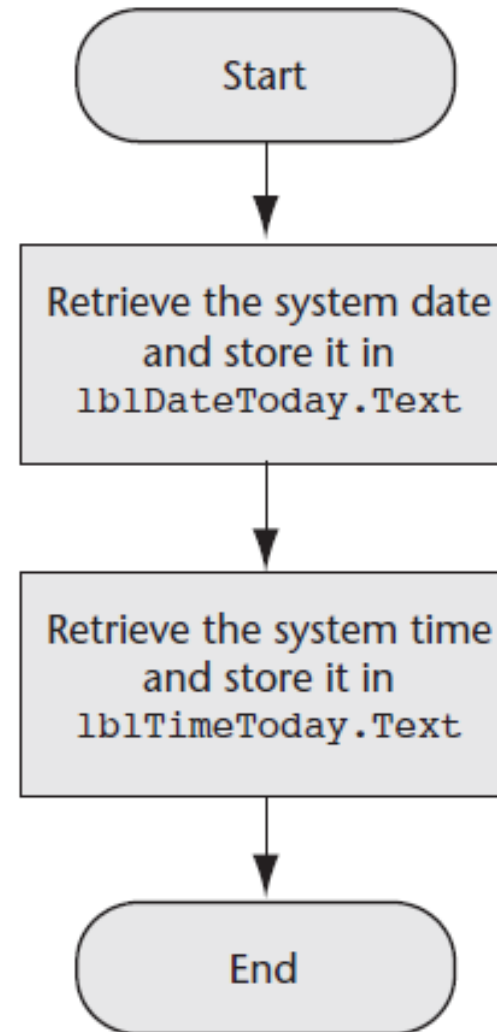 Start
Retrieve the system date
and store it in
lblDateToday.Text
Retrieve the system time
and store it in
lblTimeToday.Text
End